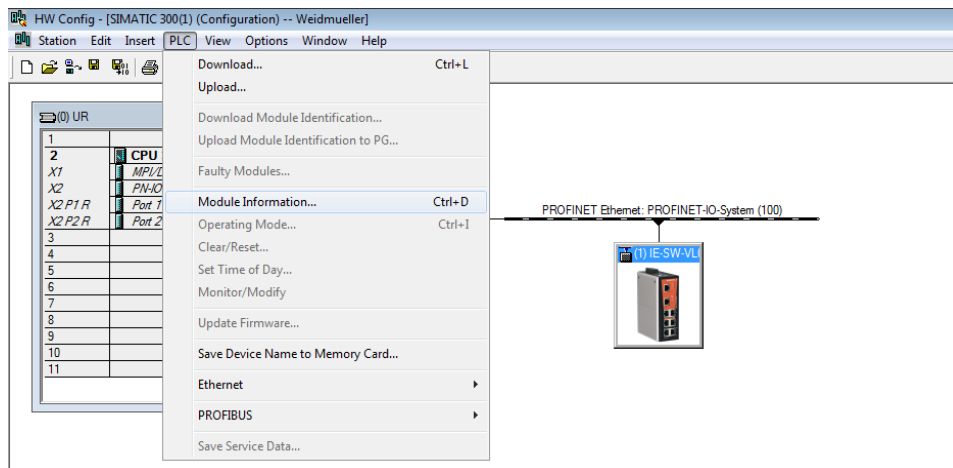 HW Config - [SIMATIC 300(1) (Configuration) -- Weidmueller]
Station Edit Insert PLC View Options Window Help
Download... Ctrl+L
Upload...
Download Module Identification...
Upload Module Identification to PG...
Faulty Modules...
Module Information... Ctrl+D
Operating Mode... Ctrl+I
Clear/Reset...
Set Time of Day...
Monitor/Modify
Update Firmware...
Save Device Name to Memory Card...
Ethernet
PROFIBUS
Save Service Data...
(0) UR
1
2 CPU
X1 MPI/D
X2 PN-IO
X2 P1 R Port 1
X2 P2 R Port 2
3
4
5
6
7
8
9
10
11
PROFINET Ethernet: PROFINET-IO-System (100)
(1) IE-SW-VL